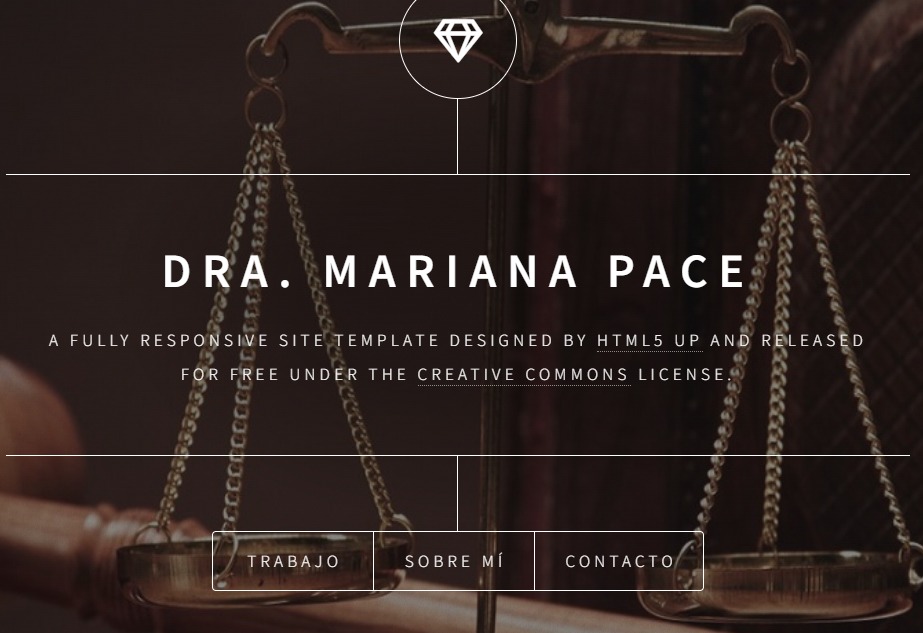 DRA. MARIANA PACE
A FULLY RESPONSIVE SITE TEMPLATE DESIGNED BY HTML5 UP AND RELEASED
FOR FREE UNDER THE CREATIVE COMMONS LICENSE.
TRABAJO SOBRE MÍ CONTACTO